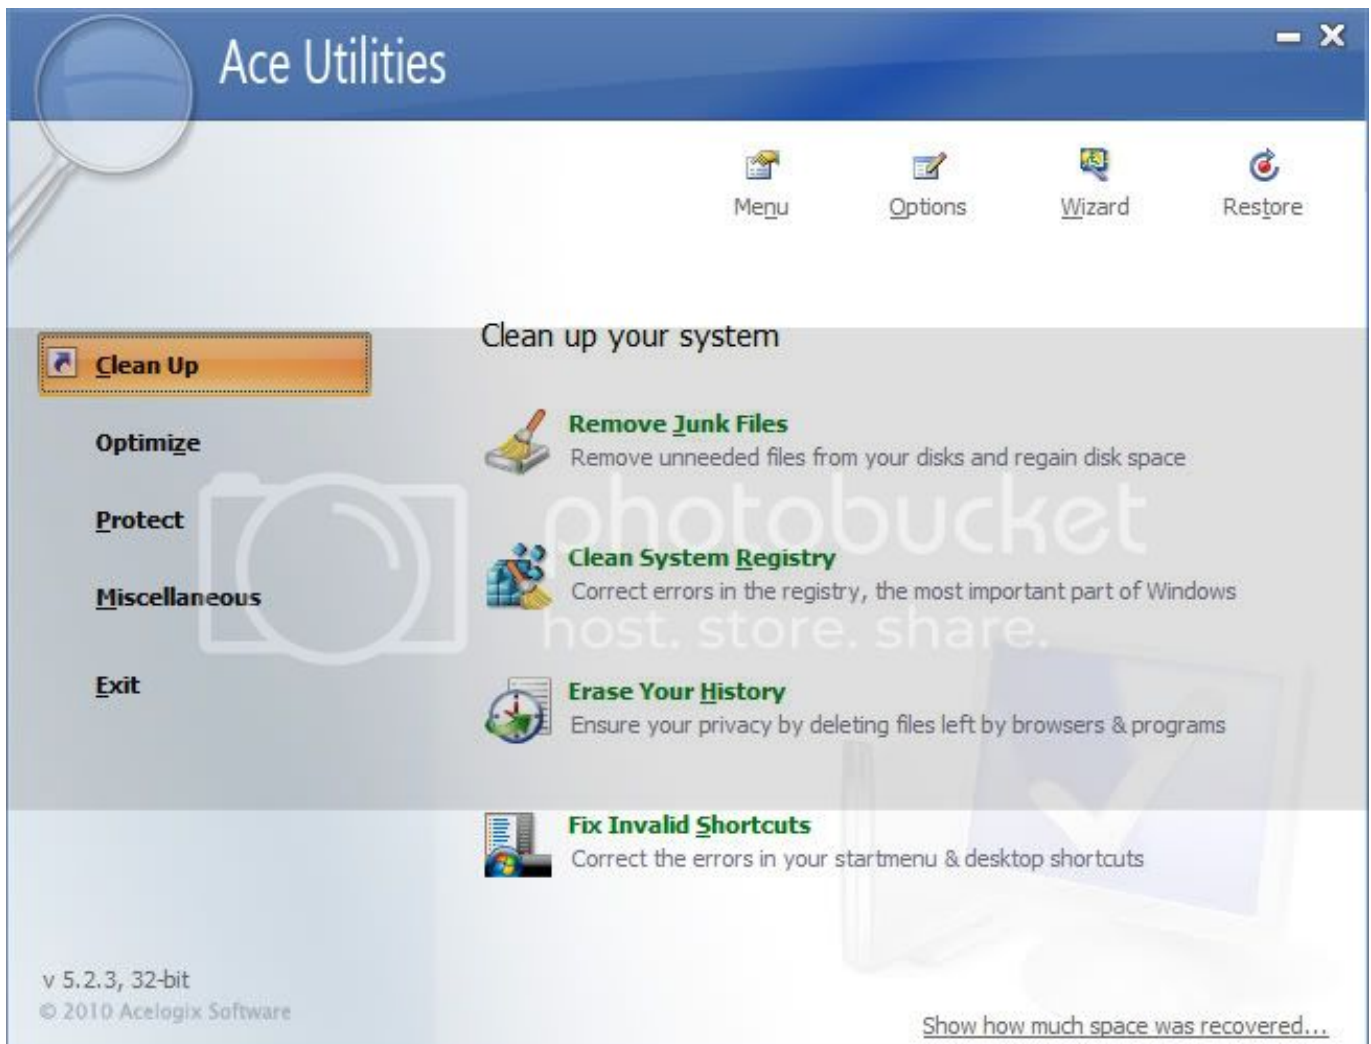 Ace Utilities
Menu
Options
Wizard
Restore
Clean Up
Optimize
Protect
Miscellaneous
Exit
Clean up your system
Remove Junk Files
Remove unneeded files from your disks and regain disk space
Clean System Registry
Correct errors in the registry, the most important part of Windows
Erase Your History
Ensure your privacy by deleting files left by browsers & programs
Fix Invalid Shortcuts
Correct the errors in your startmenu & desktop shortcuts
photobucket
host. store. share.
v 5.2.3, 32-bit
© 2010 Acelogix Software
Show how much space was recovered...